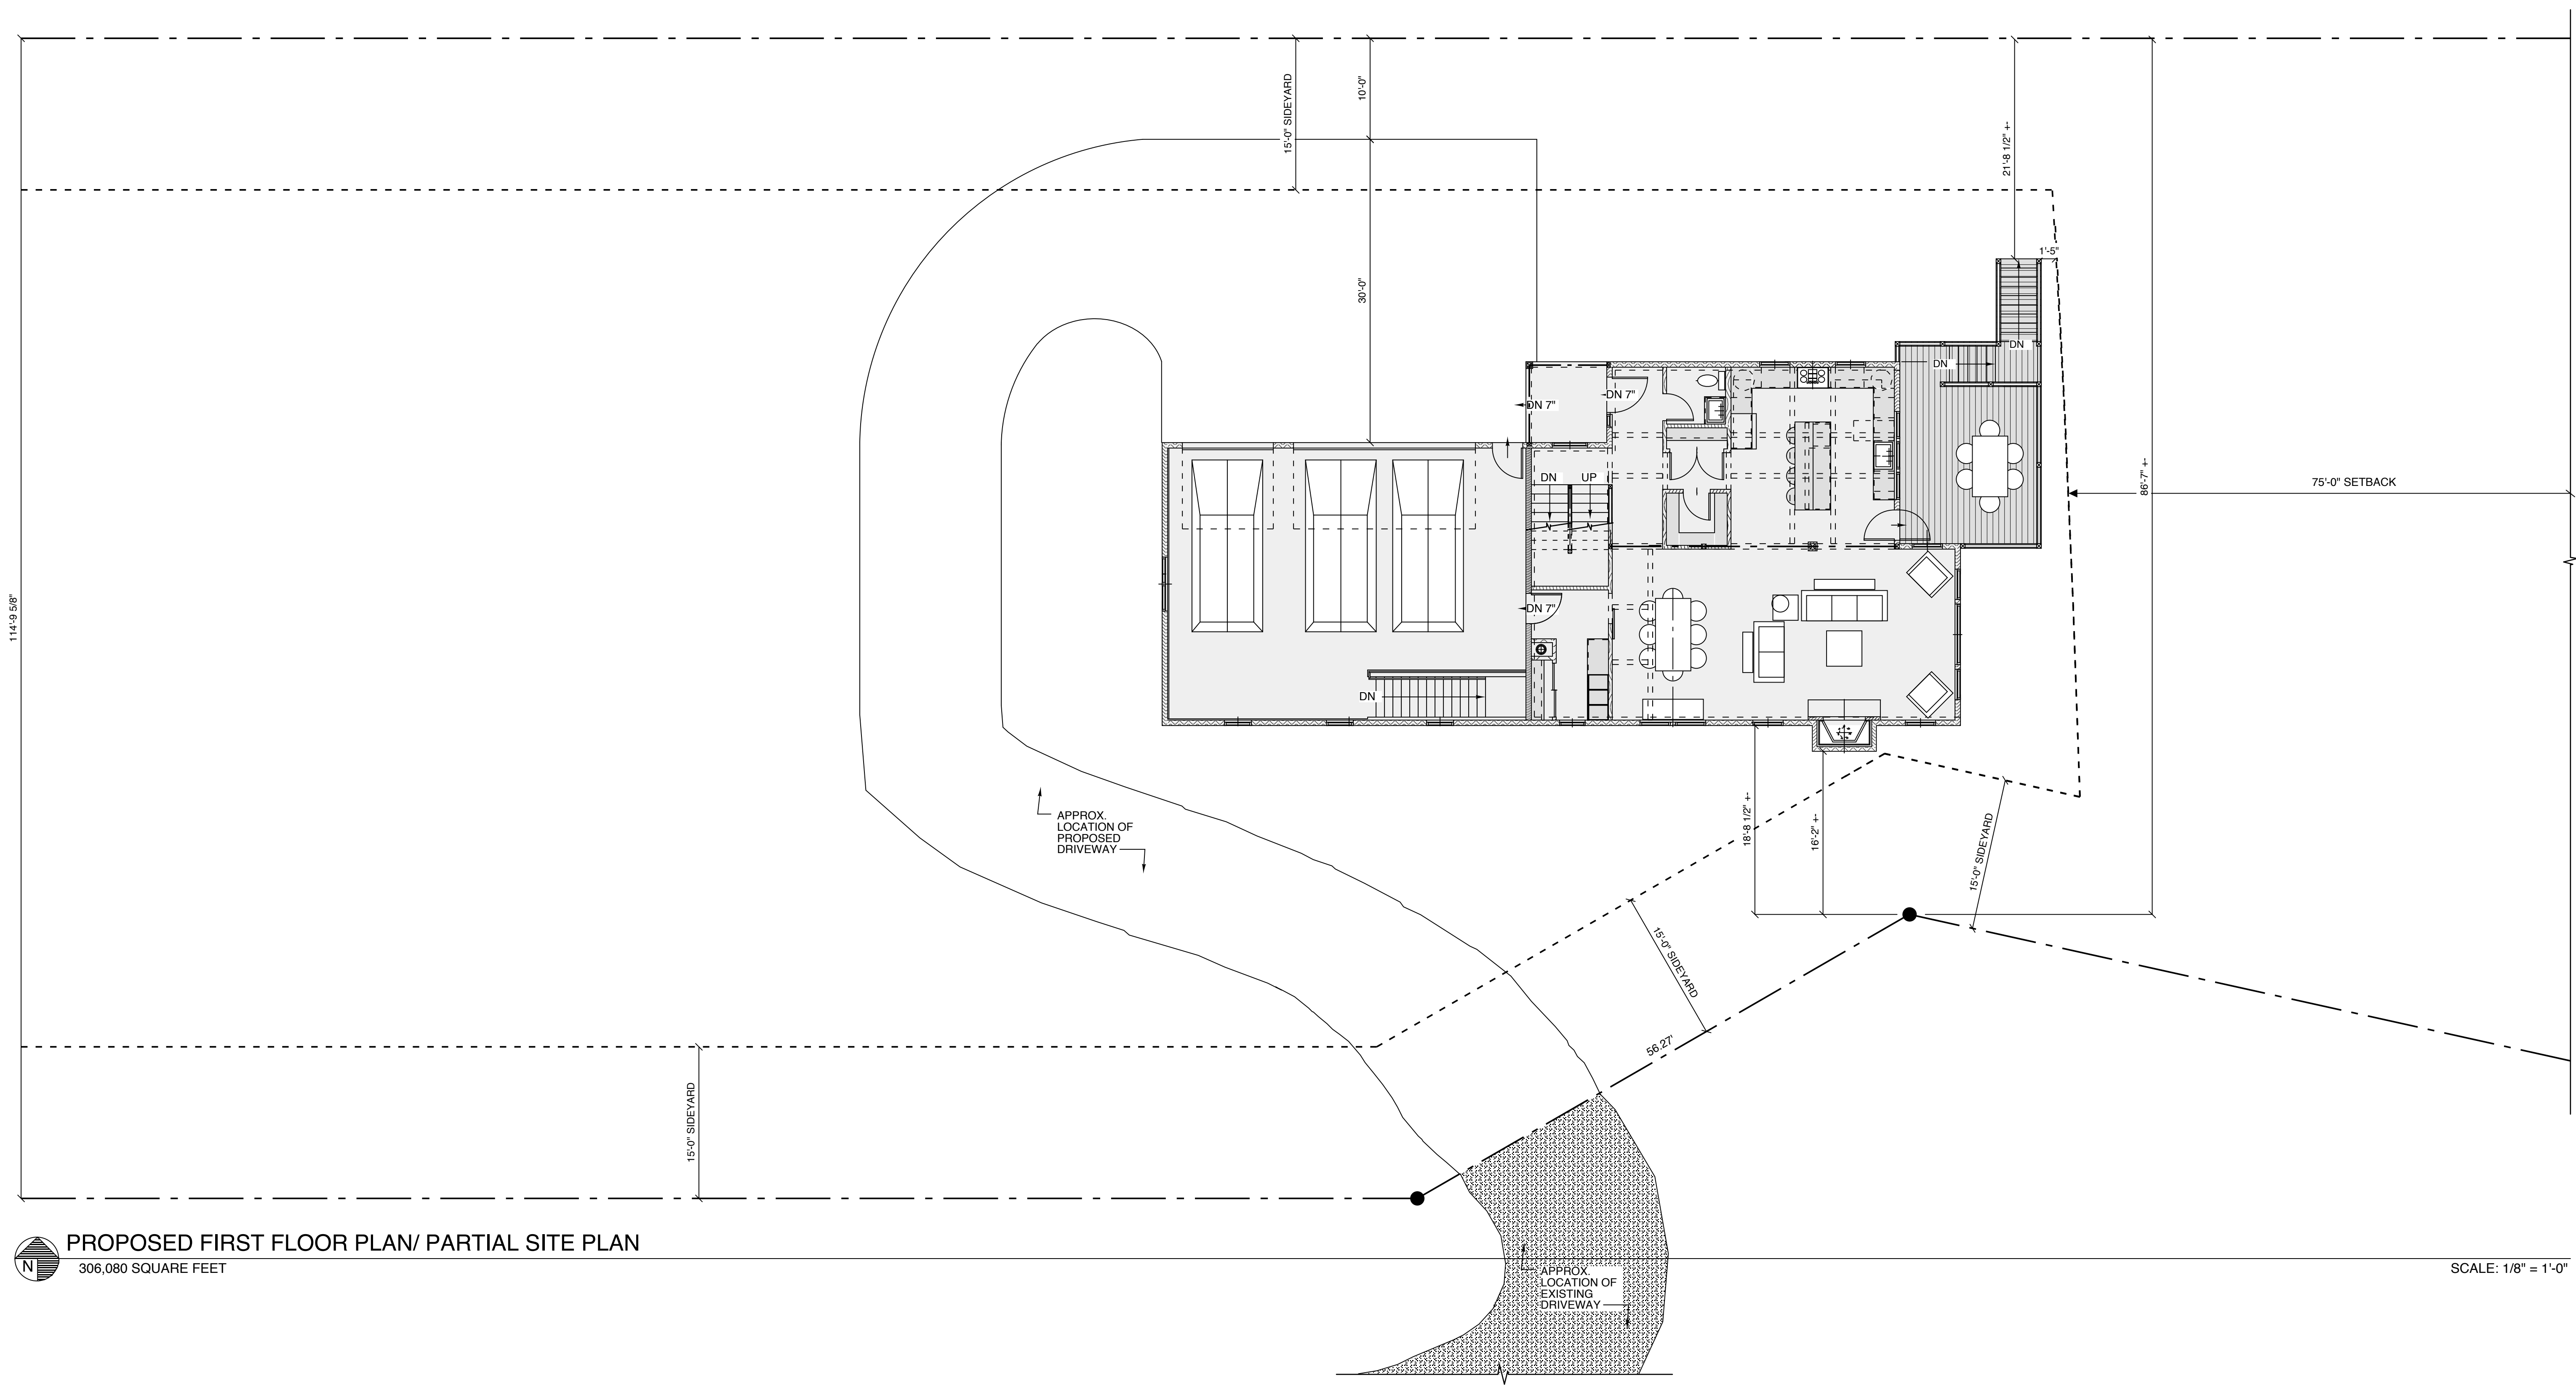 15'-0" SIDEYARD
10'-0"
21'-8 1/2" +-
1'-5"
30'-0"
DN
DN
DN 7"
DN 7"
86'-7" +-
75'-0" SETBACK
DN
UP
114'-9 5/8"
DN 7"
DN
APPROX.
LOCATION OF
PROPOSED
DRIVEWAY
18'-8 1/2" +-
16'-2" +-
15'-0" SIDEYARD
15'-0" SIDEYARD
56.27'
15'-0" SIDEYARD
N
PROPOSED FIRST FLOOR PLAN/ PARTIAL SITE PLAN
306,080 SQUARE FEET
SCALE: 1/8" = 1'-0"
APPROX.
LOCATION OF
EXISTING
DRIVEWAY